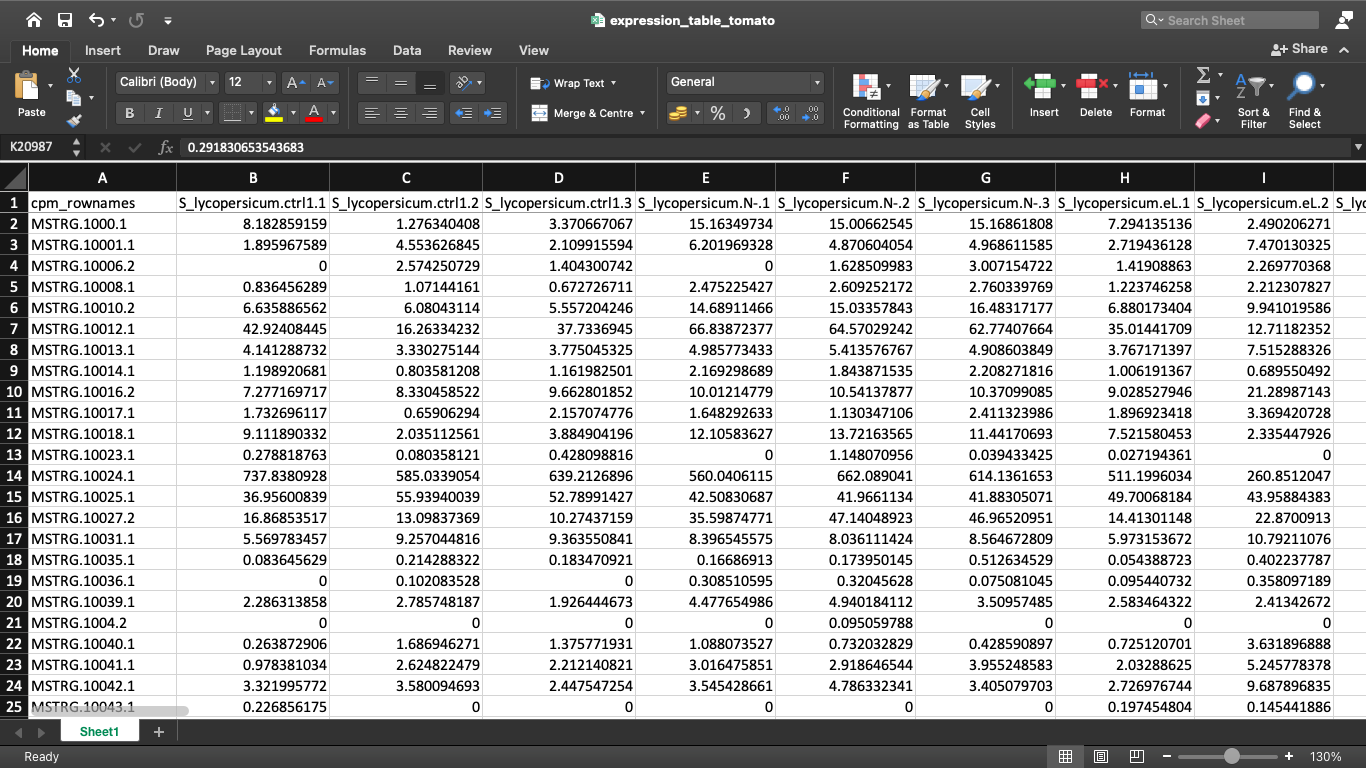 expression_table_tomato
Search Sheet
Home Insert Draw Page Layout Formulas Data Review View Share
Paste Calibri (Body) 12 A A Wrap Text General
B I U A Merge & Centre % Conditional Formatting Format as Table Cell Styles Insert Delete Format Sort & Filter Find & Select
K20987 fx 0.291830653543683
A B C D E F G H I
1 cpm_rownames S_lycopersicum.ctrl1.1 S_lycopersicum.ctrl1.2 S_lycopersicum.ctrl1.3 S_lycopersicum.N-.1 S_lycopersicum.N-.2 S_lycopersicum.N-.3 S_lycopersicum.eL.1 S_lycopersicum.eL.2 S_lyc
2 MSTRG.1000.1 8.182859159 1.276340408 3.370667067 15.16349734 15.00662545 15.16861808 7.294135136 2.490206271
3 MSTRG.10001.1 1.895967589 4.553626845 2.109915594 6.201969328 4.870604054 4.968611585 2.719436128 7.470130325
4 MSTRG.10006.2 0 2.574250729 1.404300742 0 1.628509983 3.007154722 1.41908863 2.269770368
5 MSTRG.10008.1 0.836456289 1.07144161 0.672726711 2.475225427 2.609252172 2.760339769 1.223746258 2.212307827
6 MSTRG.10010.2 6.635886562 6.08043114 5.557204246 14.68911466 15.03357843 16.48317177 6.880173404 9.941019586
7 MSTRG.10012.1 42.92408445 16.26334232 37.7336945 66.83872377 64.57029242 62.77407664 35.01441709 12.71182352
8 MSTRG.10013.1 4.141288732 3.330275144 3.775045325 4.985773433 5.413576767 4.908603849 3.767171397 7.515288326
9 MSTRG.10014.1 1.198920681 0.803581208 1.161982501 2.169298689 1.843871535 2.208271816 1.006191367 0.689550492
10 MSTRG.10016.2 7.277169717 8.330458522 9.662801852 10.01214779 10.54137877 10.37099085 9.028527946 21.28987143
11 MSTRG.10017.1 1.732696117 0.65906294 2.157074776 1.648292633 1.130347106 2.411323986 1.896923418 3.369420728
12 MSTRG.10018.1 9.111890332 2.035112561 3.884904196 12.10583627 13.72163565 11.44170693 7.521580453 2.335447926
13 MSTRG.10023.1 0.278818763 0.080358121 0.428098816 0 1.148070956 0.039433425 0.027194361 0
14 MSTRG.10024.1 737.8380928 585.0339054 639.2126896 560.0406115 662.089041 614.1361653 511.1996034 260.8512047
15 MSTRG.10025.1 36.95600839 55.93940039 52.78991427 42.50830687 41.9661134 41.88305071 49.70068184 43.95884383
16 MSTRG.10027.2 16.86853517 13.09837369 10.27437159 35.59874771 47.14048923 46.96520951 14.41301148 22.8700913
17 MSTRG.10031.1 5.569783457 9.257044816 9.363550841 8.396545575 8.036111424 8.564672809 5.973153672 10.79211076
18 MSTRG.10035.1 0.083645629 0.214288322 0.183470921 0.16686913 0.173950145 0.512634529 0.054388723 0.402237787
19 MSTRG.10036.1 0 0.102083528 0 0.308510595 0.32045628 0.075081045 0.095440732 0.358097189
20 MSTRG.10039.1 2.286313858 2.785748187 1.926444673 4.477654986 4.940184112 3.50957485 2.583464322 2.41342672
21 MSTRG.1004.2 0 0 0 0 0.095059788 0 0 0
22 MSTRG.10040.1 0.263872906 1.686946271 1.375771931 1.088073527 0.732032829 0.428590897 0.725120701 3.631896888
23 MSTRG.10041.1 0.978381034 2.624822479 2.212140821 3.016475851 2.918646544 3.955248583 2.03288625 5.245778378
24 MSTRG.10042.1 3.321995772 3.580094693 2.447547254 3.545428661 4.786332341 3.405079703 2.726976744 9.687896835
25 MSTRG.10043.1 0.226856175 0 0 0 0 0 0.197454804 0.145441886
Sheet1
Ready 130%